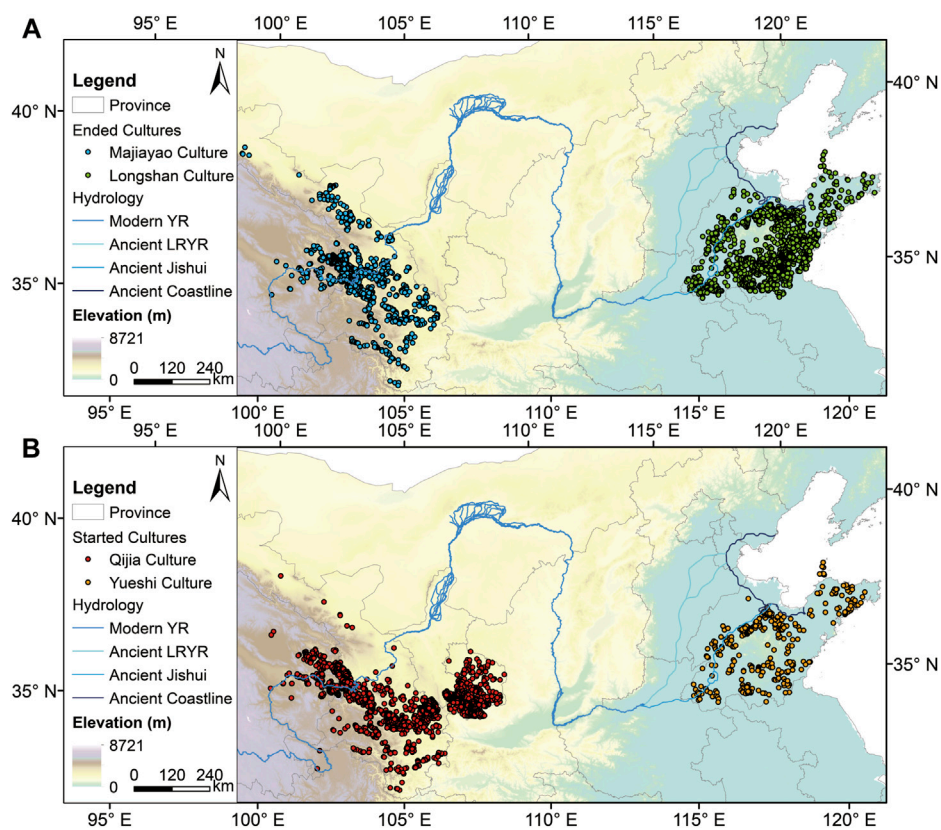 A
95° E 100° E 105° E 110° E 115° E 120° E
N
Legend
Province
Ended Cultures
Majiayao Culture
Longshan Culture
Hydrology
Modern YR
Ancient LRYR
Ancient Jishui
Ancient Coastline
Elevation (m)
8721
0
0 120 240
km
40° N 40° N
35° N 35° N
95° E 100° E 105° E 110° E 115° E 120° E
B
95° E 100° E 105° E 110° E 115° E 120° E
N
Legend
Province
Started Cultures
Qijia Culture
Yueshi Culture
Hydrology
Modern YR
Ancient LRYR
Ancient Jishui
Ancient Coastline
Elevation (m)
8721
0
0 120 240
km
40° N 40° N
35° N 35° N
95° E 100° E 105° E 110° E 115° E 120° E